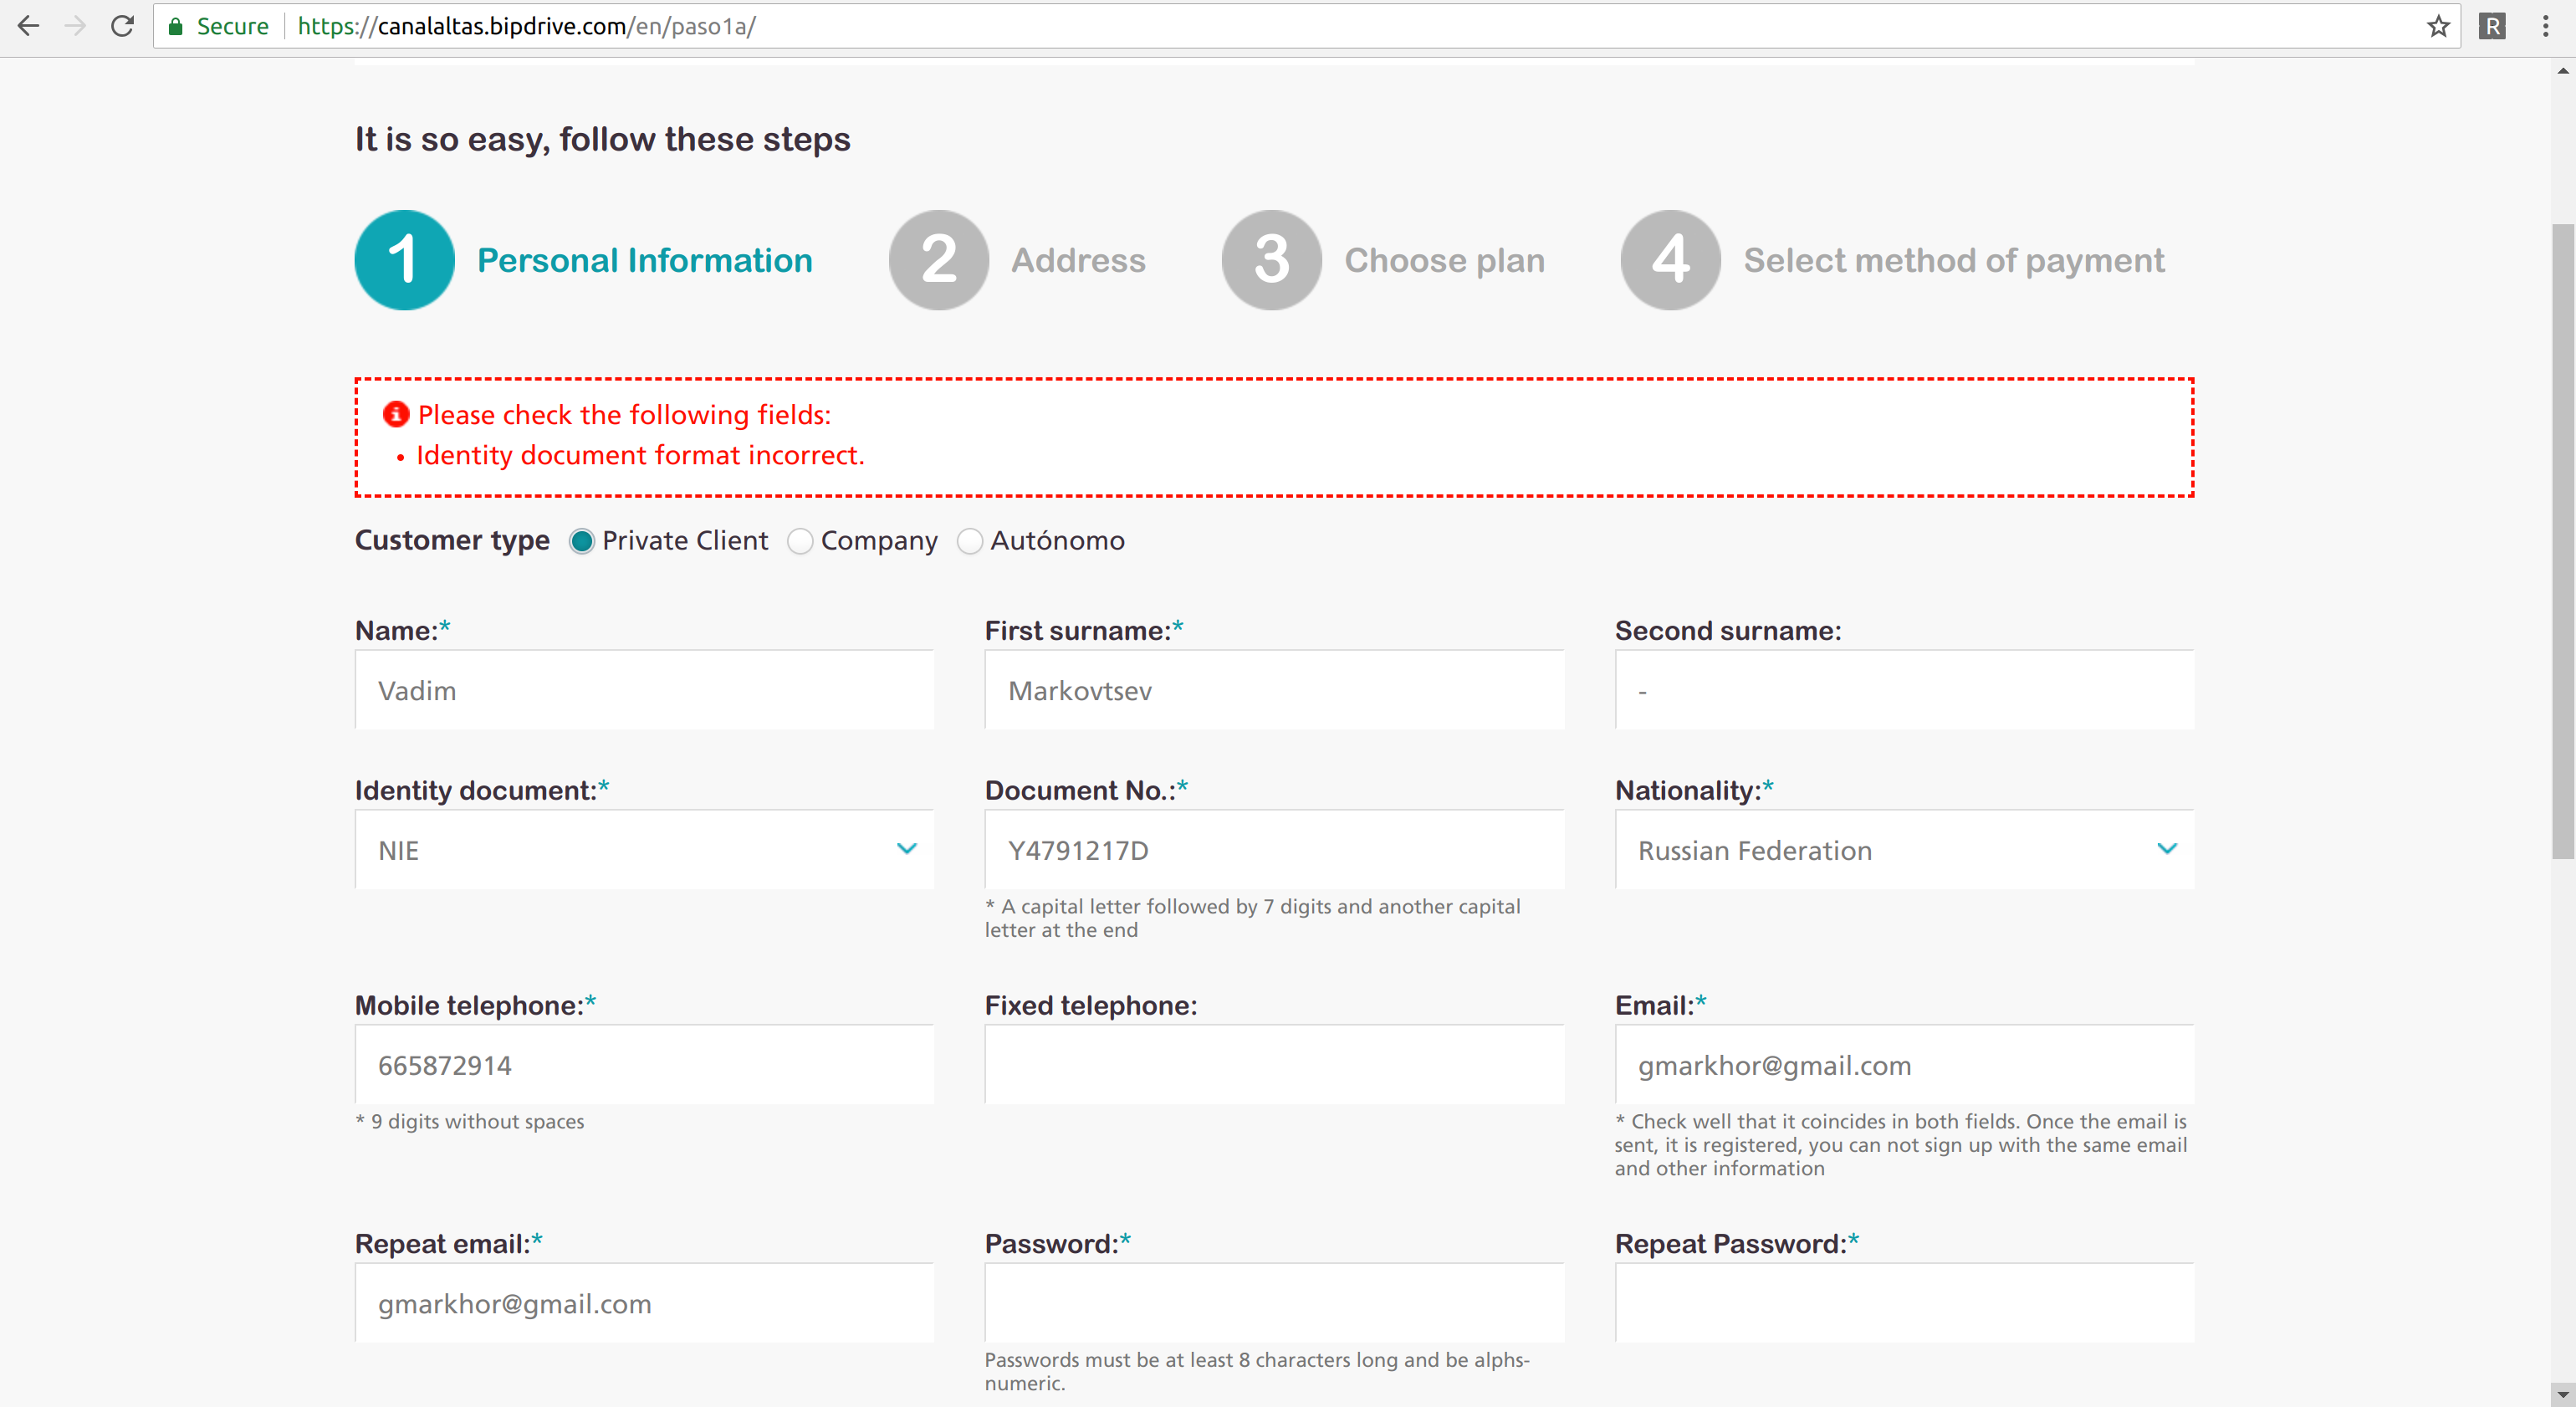 Secure https://canalaltas.bipdrive.com/en/paso1a/ R
It is so easy, follow these steps
1 Personal Information 2 Address 3 Choose plan 4 Select method of payment
Please check the following fields:
• Identity document format incorrect.
Customer type Private Client Company Autónomo
Name:* First surname:* Second surname:
Vadim Markovtsev -
Identity document:* Document No.:* Nationality:*
NIE Y4791217D Russian Federation
* A capital letter followed by 7 digits and another capital
letter at the end
Mobile telephone:* Fixed telephone: Email:*
665872914 gmarkhor@gmail.com
* 9 digits without spaces * Check well that it coincides in both fields. Once the email is
sent, it is registered, you can not sign up with the same email
and other information
Repeat email:* Password:* Repeat Password:*
gmarkhor@gmail.com
Passwords must be at least 8 characters long and be alphs-
numeric.